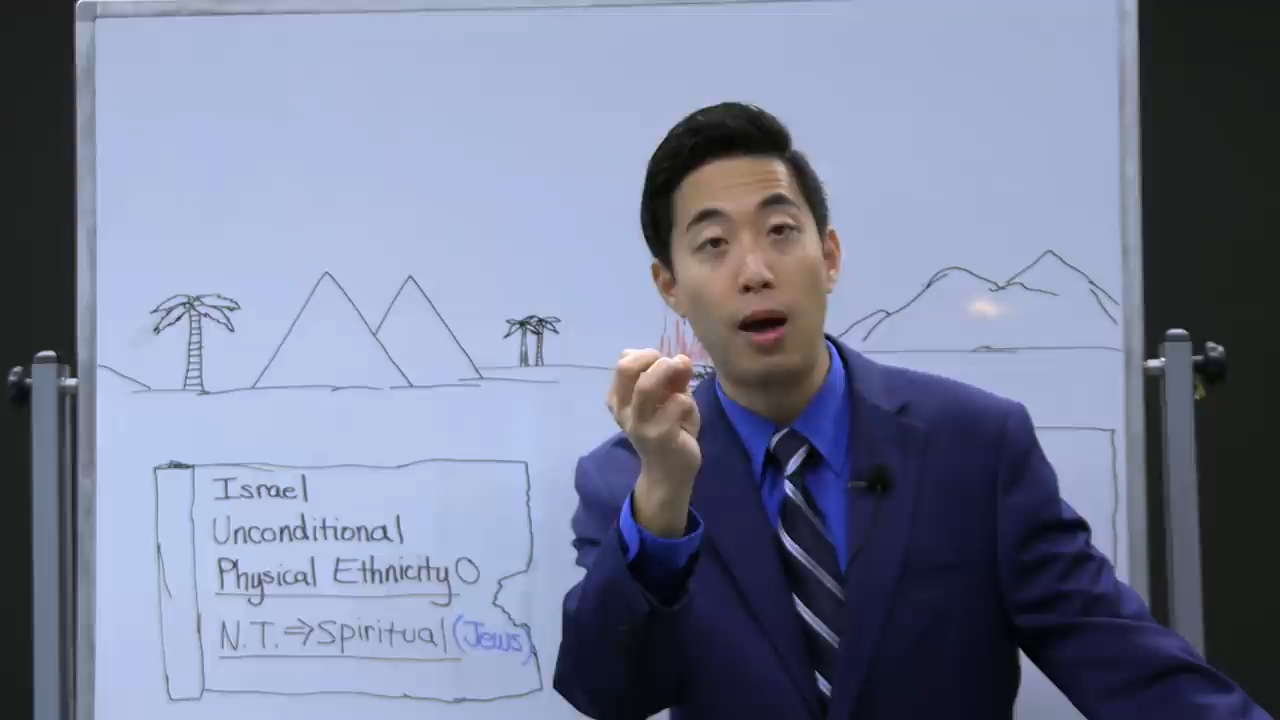 Israel
Unconditional
Physical Ethnicity O
N.T. ⇒ Spiritual (Jews)